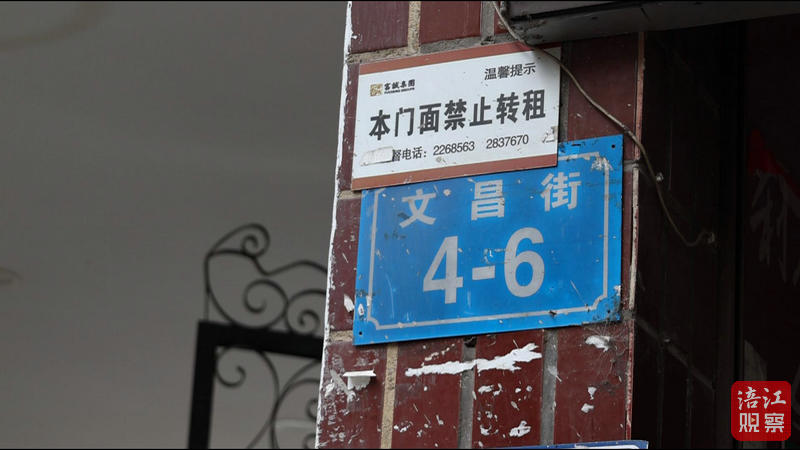 富诚集团
温馨提示
本门面禁止转租
督电话：2268563 2837670
文昌街
4-6
涪江
观察